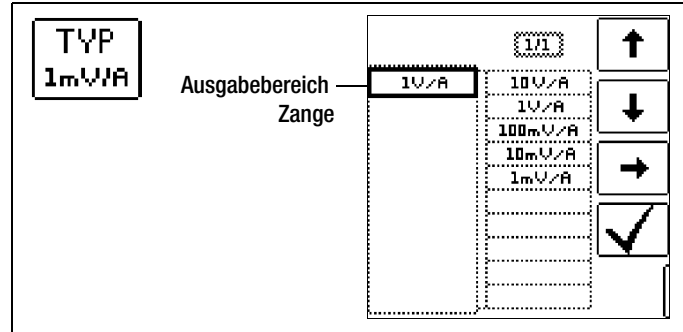 TYP
1mV/A
Ausgabebereich
Zange
1/1
1V/A
10V/A
1V/A
100mV/A
10mV/A
1mV/A